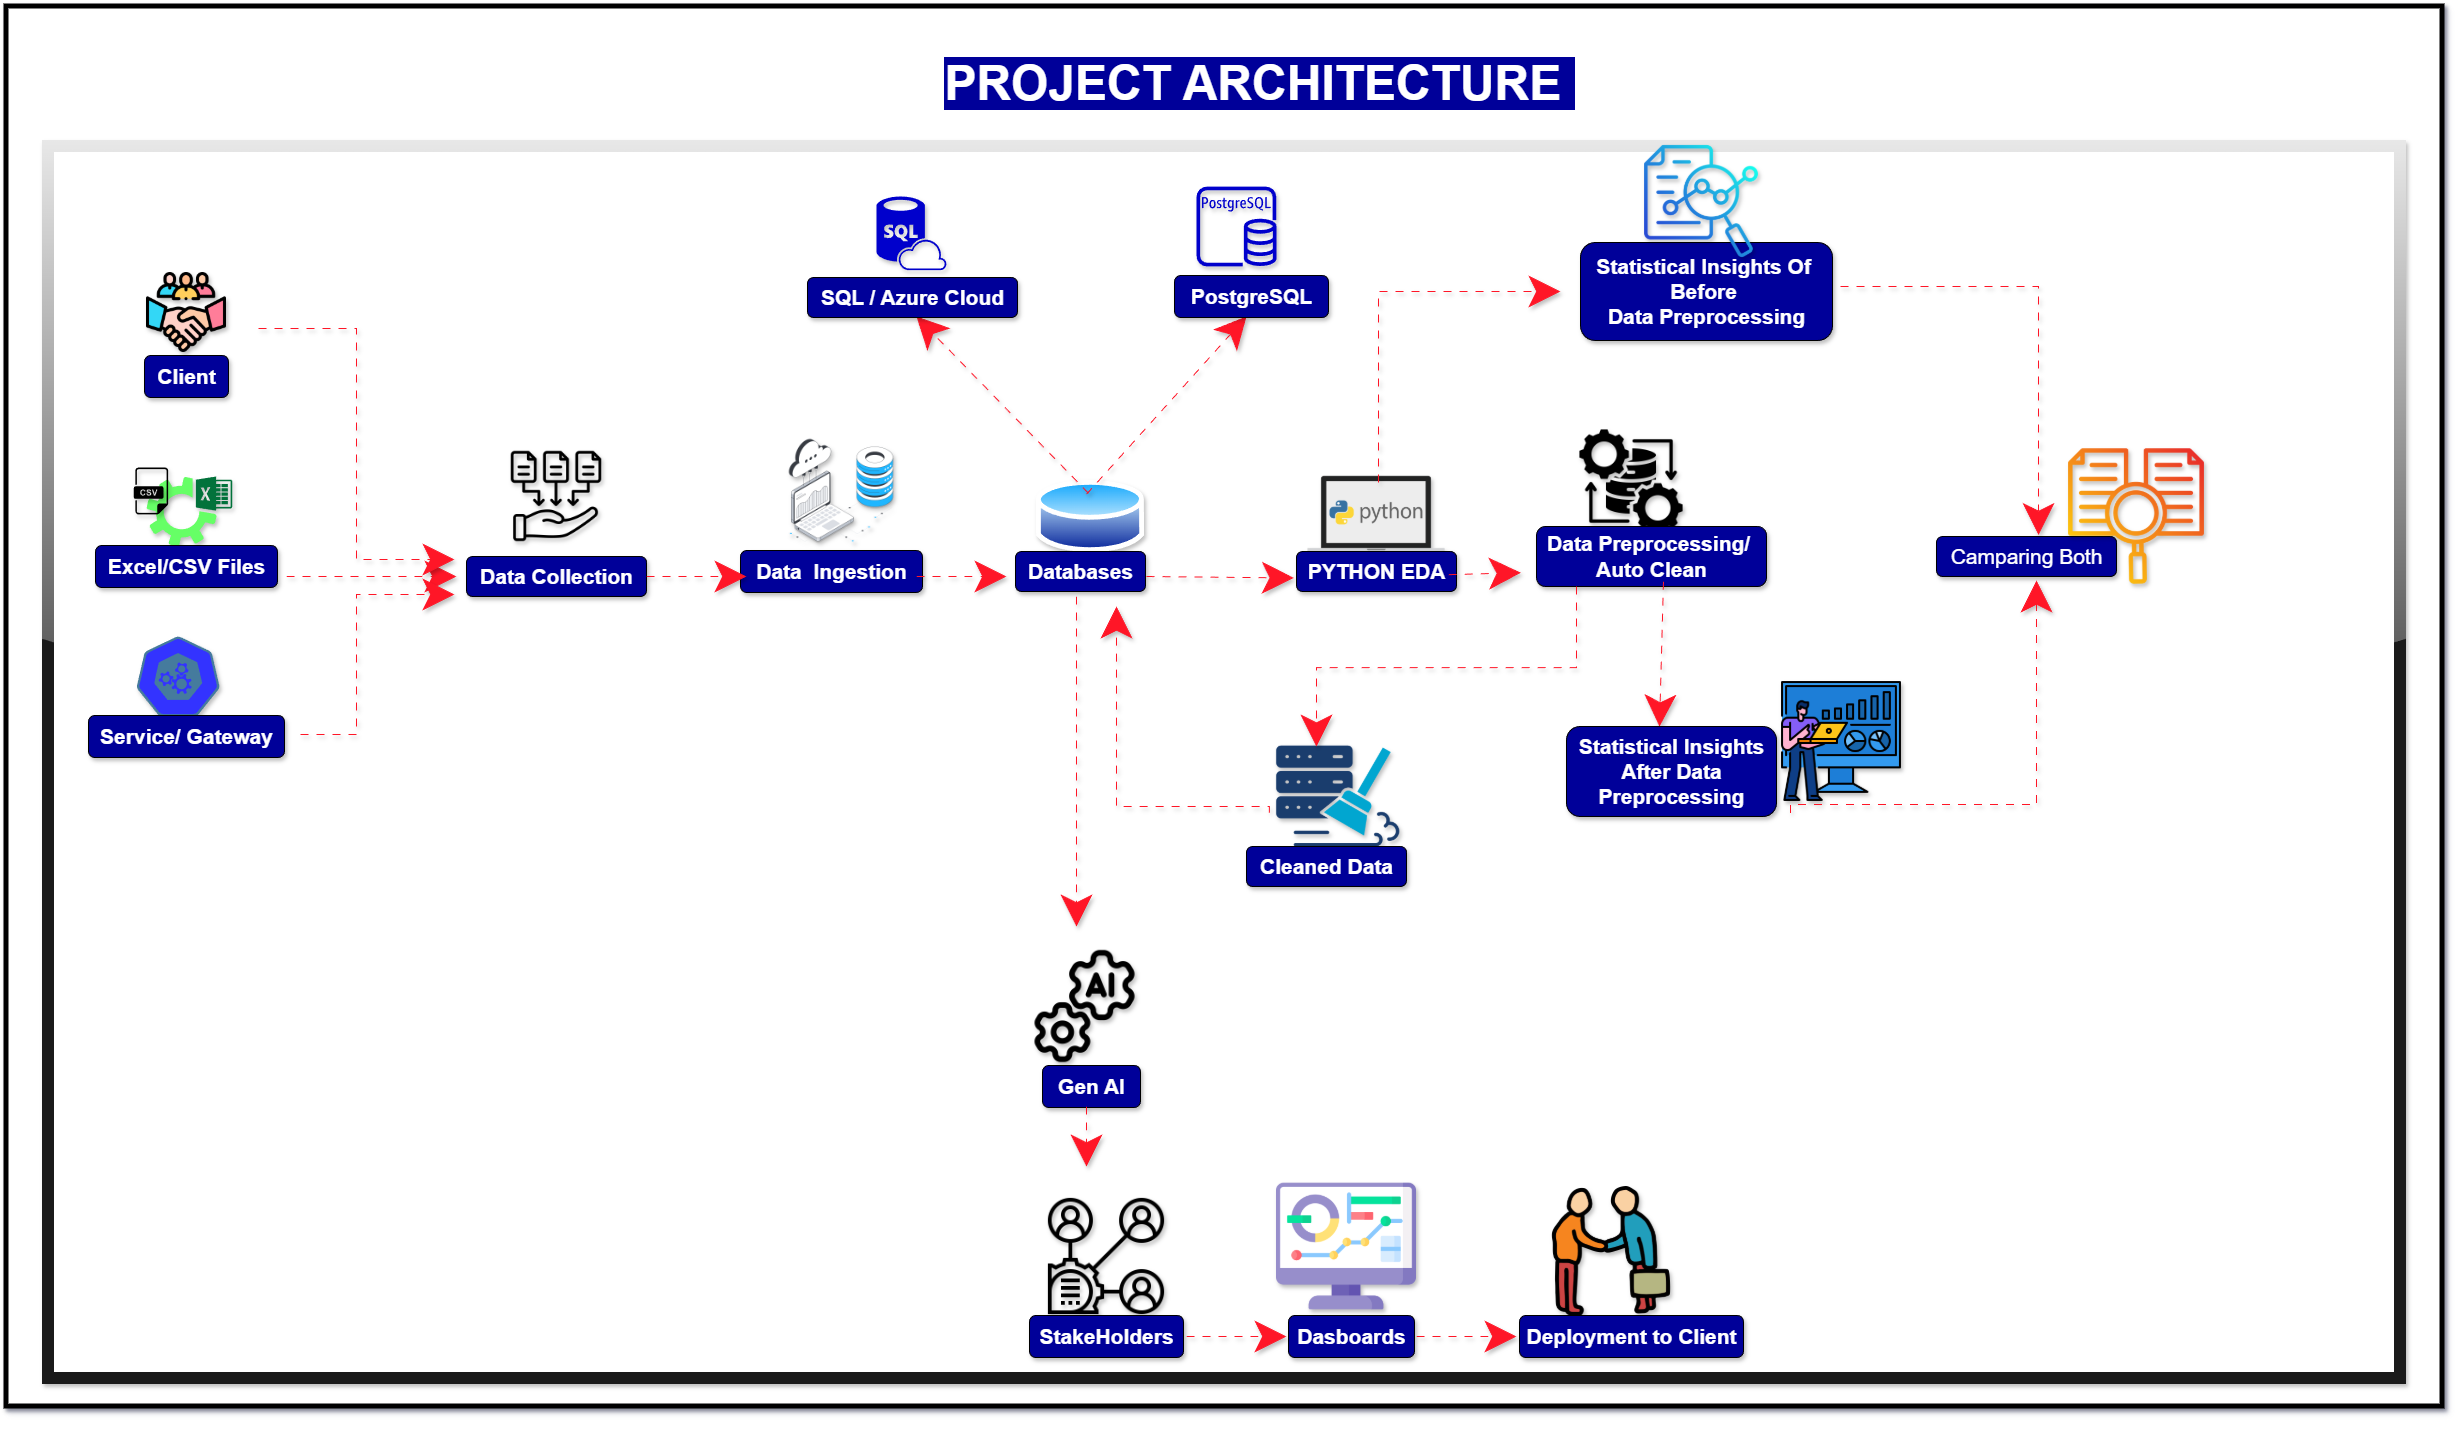 PROJECT ARCHITECTURE
SQL
PostgreSQL
SQL / Azure Cloud
PostgreSQL
Statistical Insights Of
Before
Data Preprocessing
Client
CSV
X
Excel/CSV Files
Data Collection
Data Ingestion
Databases
python
PYTHON EDA
Data Preprocessing/
Auto Clean
Camparing Both
Service/ Gateway
Statistical Insights
After Data
Preprocessing
Cleaned Data
AI
Gen AI
StakeHolders
Dasboards
Deployment to Client